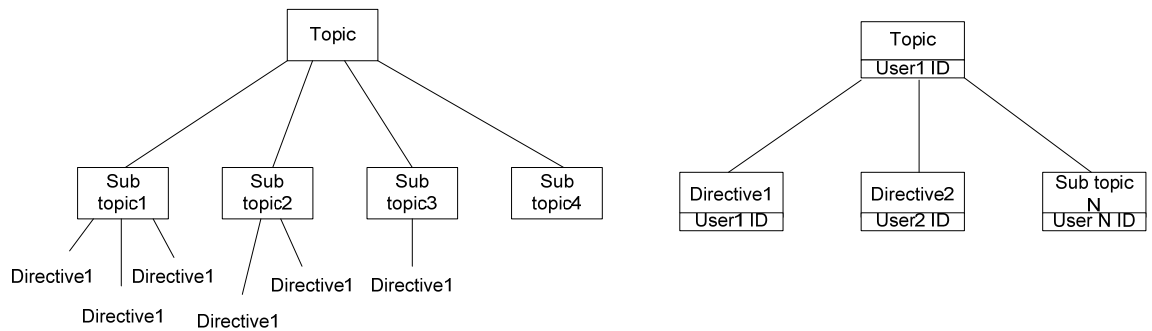 Topic
Sub
topic1
Sub
topic2
Sub
topic3
Sub
topic4
Directive1
Directive1
Directive1
Directive1
Directive1
Directive1
Topic
User1 ID
Directive1
User1 ID
Directive2
User2 ID
Sub topic
N
User N ID